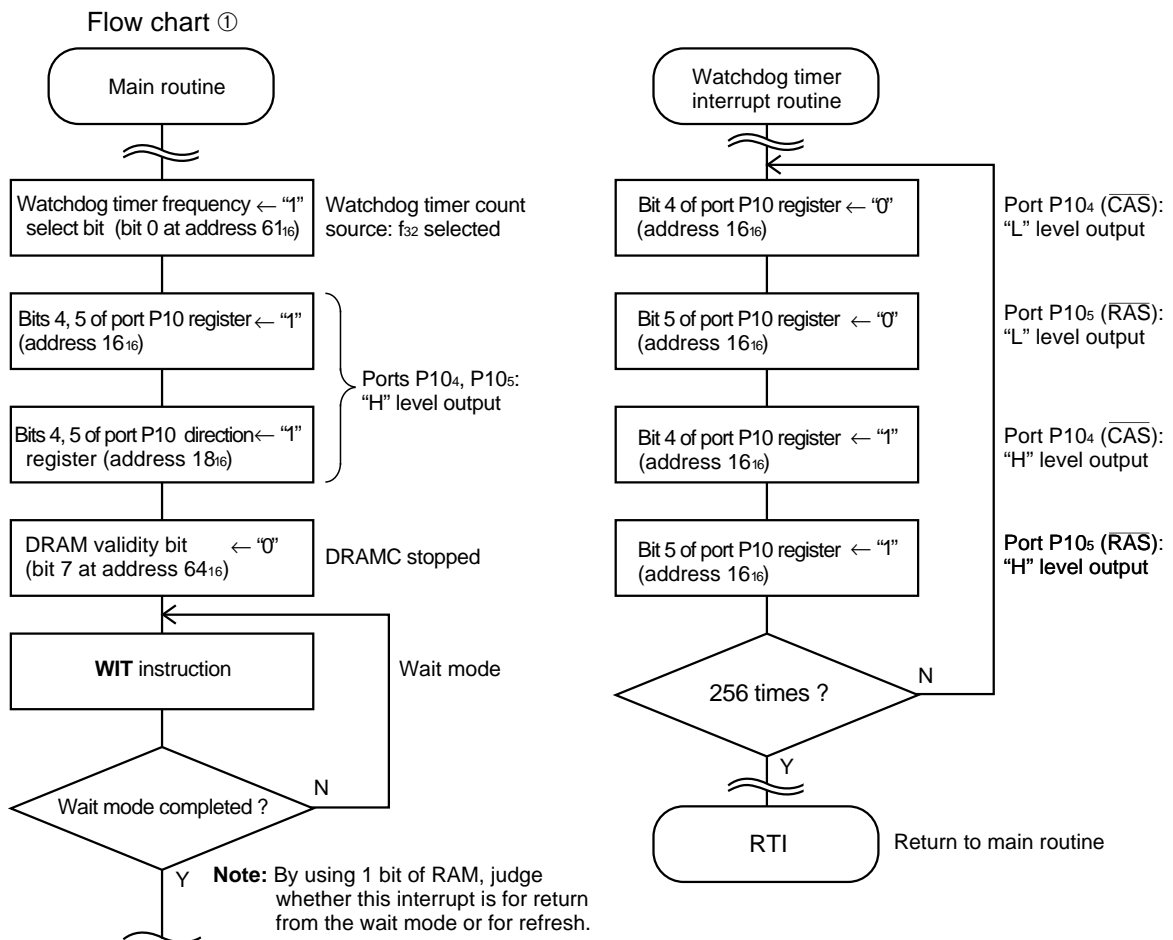 Flow chart ①
Main routine
Watchdog timer frequency ← “1”
select bit (bit 0 at address 61₁₆)
Watchdog timer count
source: f₃₂ selected
Bits 4, 5 of port P10 register ← “1”
(address 16₁₆)
Bits 4, 5 of port P10 direction ← “1”
register (address 18₁₆)
Ports P10₄, P10₅:
“H” level output
DRAM validity bit ← “0”
(bit 7 at address 64₁₆)
DRAMC stopped
WIT instruction
Wait mode
Wait mode completed ?
N
Y
Note: By using 1 bit of RAM, judge
whether this interrupt is for return
from the wait mode or for refresh.
Watchdog timer
interrupt routine
Bit 4 of port P10 register ← “0”
(address 16₁₆)
Port P10₄ (C̅A̅S̅):
“L” level output
Bit 5 of port P10 register ← “0”
(address 16₁₆)
Port P10₅ (R̅A̅S̅):
“L” level output
Bit 4 of port P10 register ← “1”
(address 16₁₆)
Port P10₄ (C̅A̅S̅):
“H” level output
Bit 5 of port P10 register ← “1”
(address 16₁₆)
Port P10₅ (R̅A̅S̅):
“H” level output
256 times ?
N
Y
RTI
Return to main routine